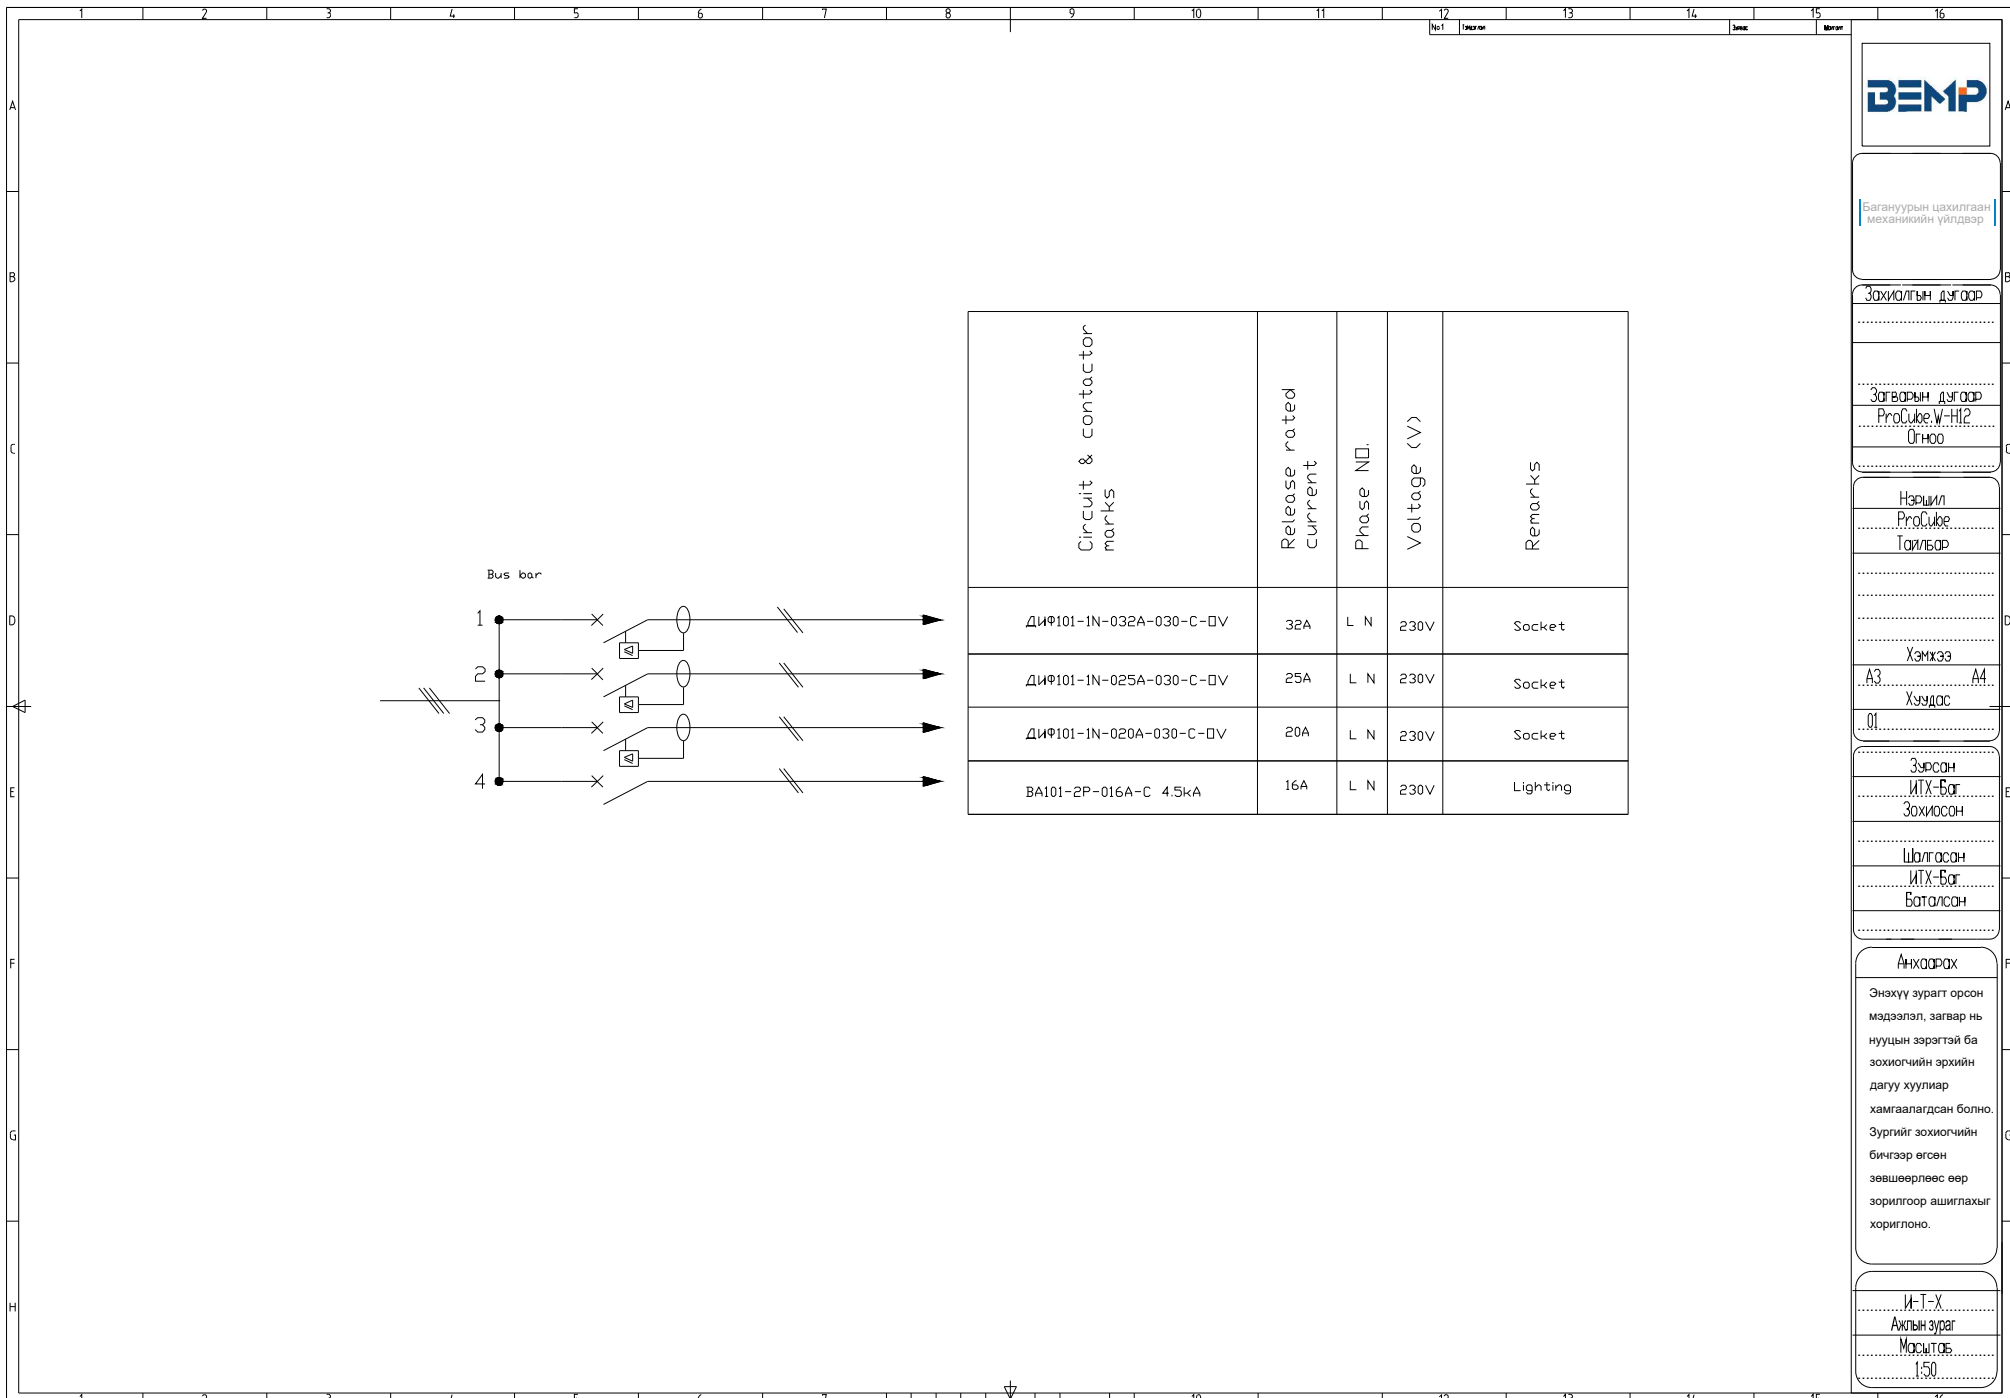 1 2 3 4 5 6 7 8 9 10 11 12 13 14 15 16
No1
A
B
C
D
E
F
G
H
BEMP
Багануурын цахилгаан
механикийн үйлдвэр
Захиалгын дугаар
Загварын дугаар
ProCube.W-H12
Огноо
Нэршил
ProCube
Тайлбар
Хэмжээ
A3 A4
Хуудас
01
Зурсан
ИТХ-Баг
Зохиосон
Шалгасан
ИТХ-Баг
Баталсан
Анхаарах
Энэхүү зурагт орсон
мэдээлэл, загвар нь
нууцын зэрэгтэй ба
зохиогчийн эрхийн
дагуу хуулиар
хамгаалагдсан болно.
Зургийг зохиогчийн
бичгээр өгсөн
зөвшөөрлөөс өөр
зорилгоор ашиглахыг
хориглоно.
И-Т-Х
Ажлын зураг
Масштаб
1:50
Bus bar
1
2
3
4
Circuit & contactor
marks
Release rated
current
Phase NO.
Voltage (V)
Remarks
ДИФ101-1N-032A-030-C-□V 32A L N 230V Socket
ДИФ101-1N-025A-030-C-□V 25A L N 230V Socket
ДИФ101-1N-020A-030-C-□V 20A L N 230V Socket
BA101-2P-016A-C 4.5kA 16A L N 230V Lighting